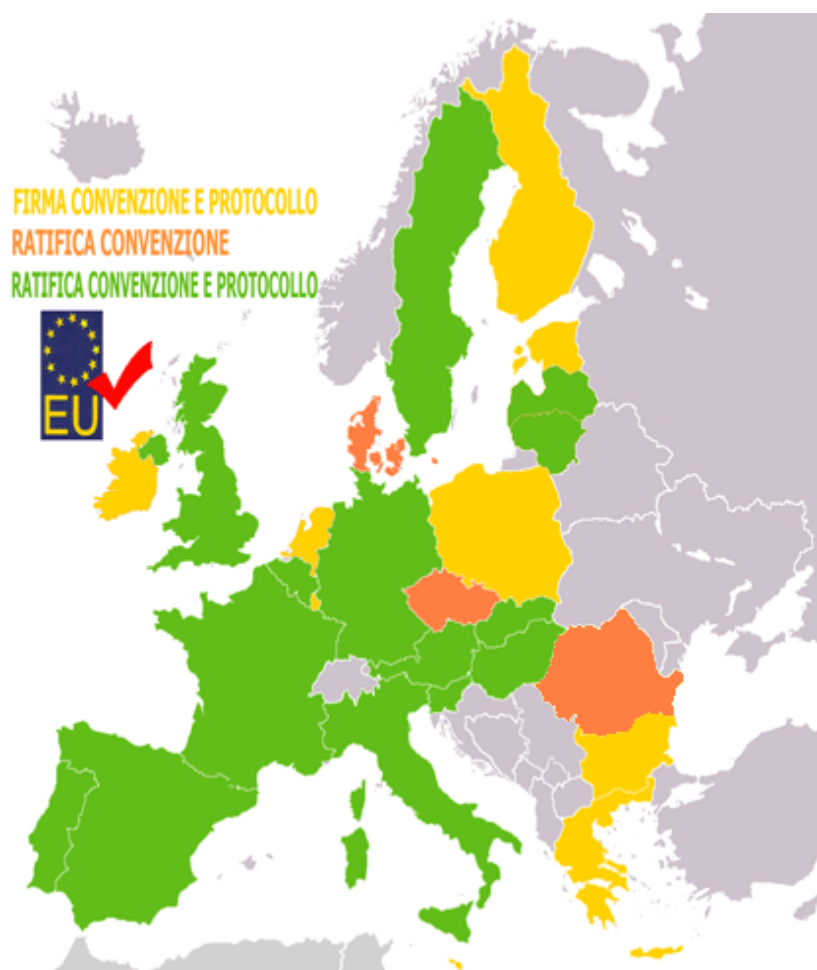 FIRMA CONVENZIONE E PROTOCOLLO
RATIFICA CONVENZIONE
RATIFICA CONVENZIONE E PROTOCOLLO
EU